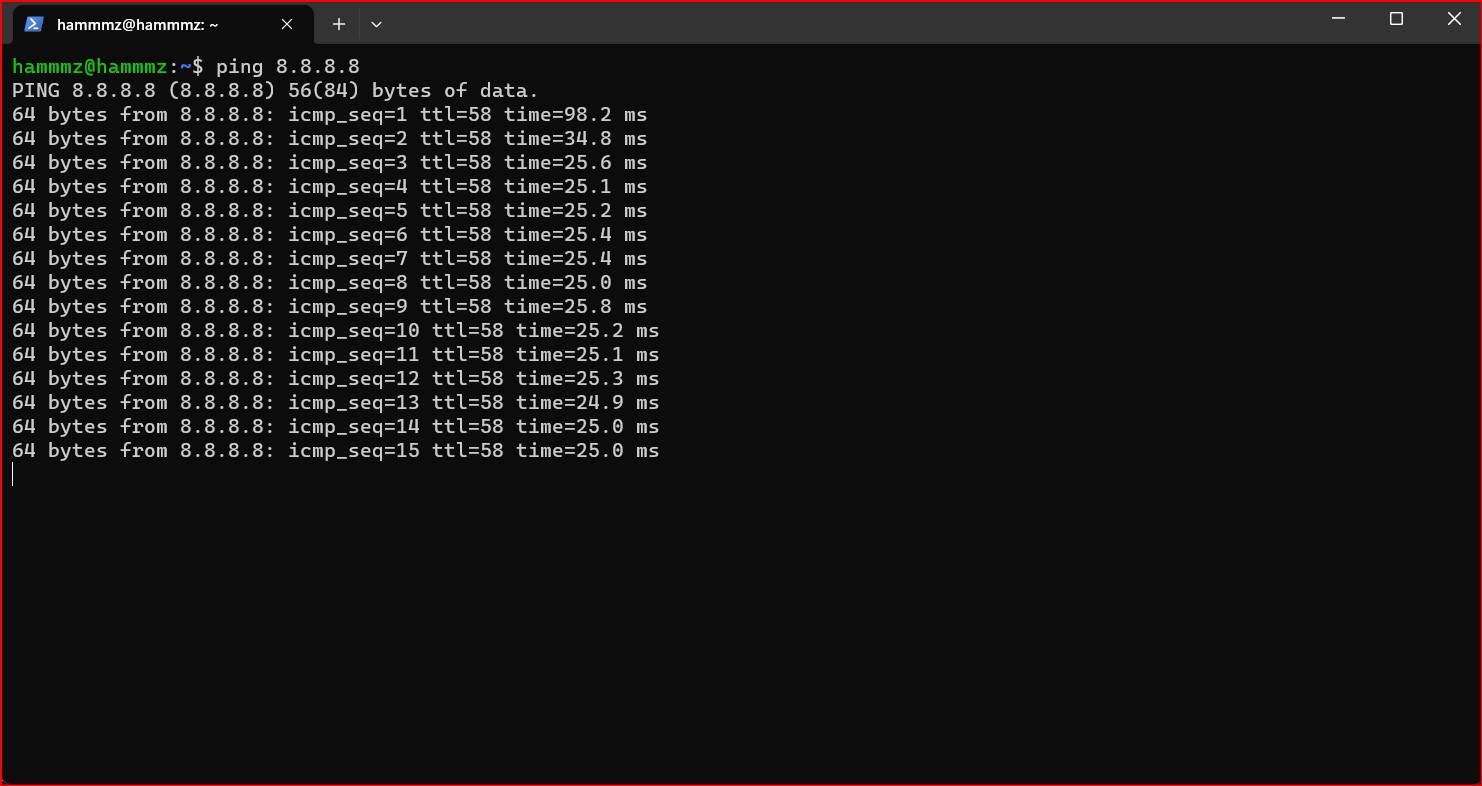 hammmz@hammmz: ~
hammmz@hammmz:~$ ping 8.8.8.8
PING 8.8.8.8 (8.8.8.8) 56(84) bytes of data.
64 bytes from 8.8.8.8: icmp_seq=1 ttl=58 time=98.2 ms
64 bytes from 8.8.8.8: icmp_seq=2 ttl=58 time=34.8 ms
64 bytes from 8.8.8.8: icmp_seq=3 ttl=58 time=25.6 ms
64 bytes from 8.8.8.8: icmp_seq=4 ttl=58 time=25.1 ms
64 bytes from 8.8.8.8: icmp_seq=5 ttl=58 time=25.2 ms
64 bytes from 8.8.8.8: icmp_seq=6 ttl=58 time=25.4 ms
64 bytes from 8.8.8.8: icmp_seq=7 ttl=58 time=25.4 ms
64 bytes from 8.8.8.8: icmp_seq=8 ttl=58 time=25.0 ms
64 bytes from 8.8.8.8: icmp_seq=9 ttl=58 time=25.8 ms
64 bytes from 8.8.8.8: icmp_seq=10 ttl=58 time=25.2 ms
64 bytes from 8.8.8.8: icmp_seq=11 ttl=58 time=25.1 ms
64 bytes from 8.8.8.8: icmp_seq=12 ttl=58 time=25.3 ms
64 bytes from 8.8.8.8: icmp_seq=13 ttl=58 time=24.9 ms
64 bytes from 8.8.8.8: icmp_seq=14 ttl=58 time=25.0 ms
64 bytes from 8.8.8.8: icmp_seq=15 ttl=58 time=25.0 ms